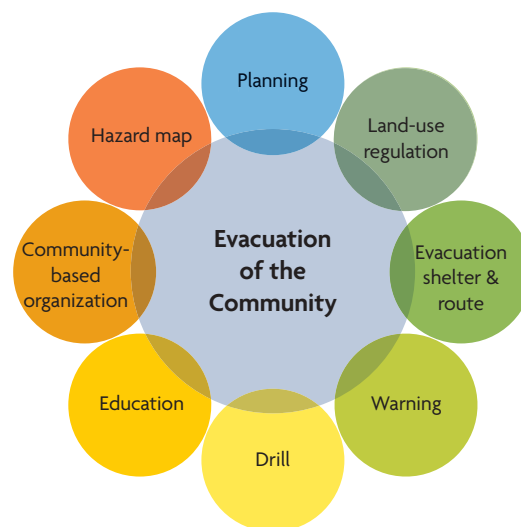 Planning
Hazard map
Land-use
regulation
Community-
based
organization
Evacuation
of the
Community
Evacuation
shelter &
route
Education
Warning
Drill